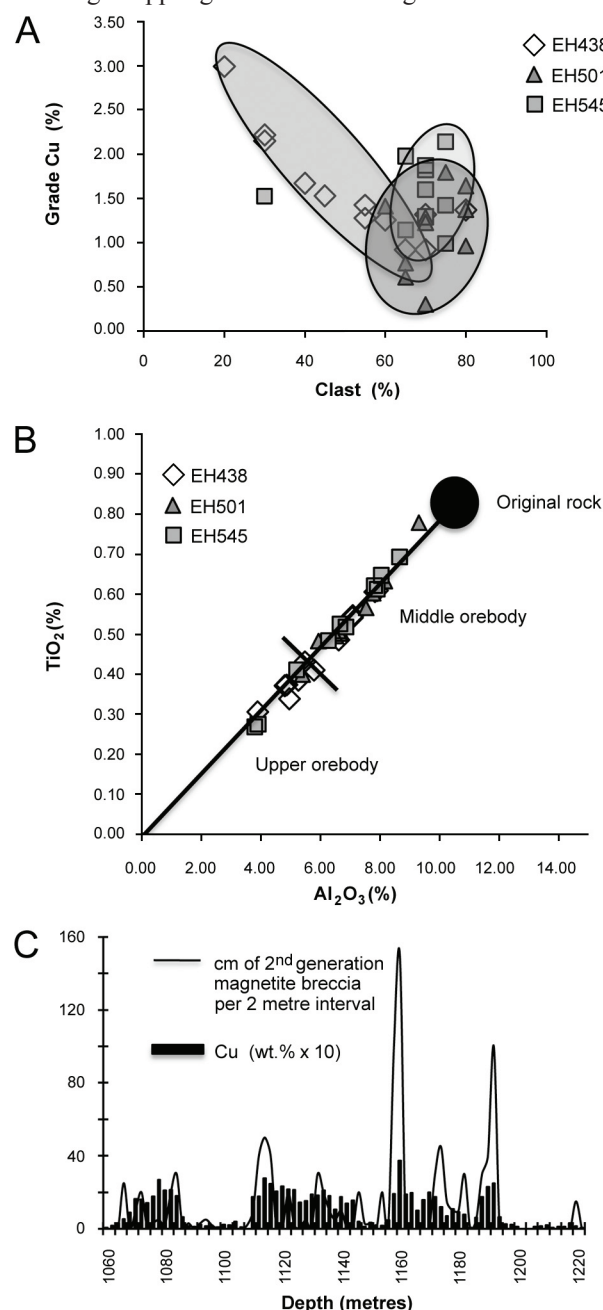 A
3.50
3.00
2.50
2.00
1.50
1.00
0.50
0.00
Grade Cu (%)
0 20 40 60 80 100
Clast (%)
EH438
EH501
EH545
B
1.00
0.90
0.80
0.70
0.60
0.50
0.40
0.30
0.20
0.10
0.00
TiO₂(%)
EH438
EH501
EH545
Original rock
Middle orebody
Upper orebody
0.00 2.00 4.00 6.00 8.00 10.00 12.00 14.00
Al₂O₃(%)
C
160
120
80
40
0
cm of 2nd generation
magnetite breccia
per 2 metre interval
Cu (wt.% x 10)
1060 1080 1100 1120 1140 1160 1180 1200 1220
Depth (metres)